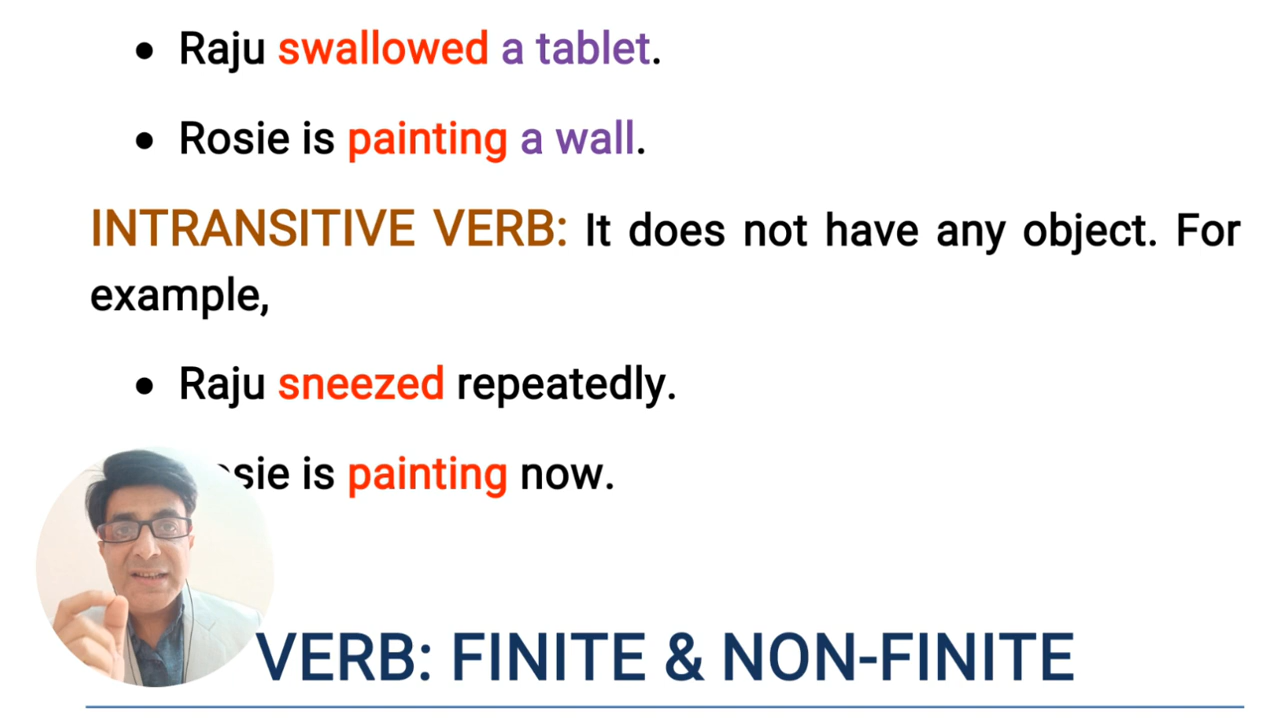 • Raju swallowed a tablet.
• Rosie is painting a wall.
INTRANSITIVE VERB: It does not have any object. For
example,
• Raju sneezed repeatedly.
is painting now.
VERB: FINITE & NON-FINITE